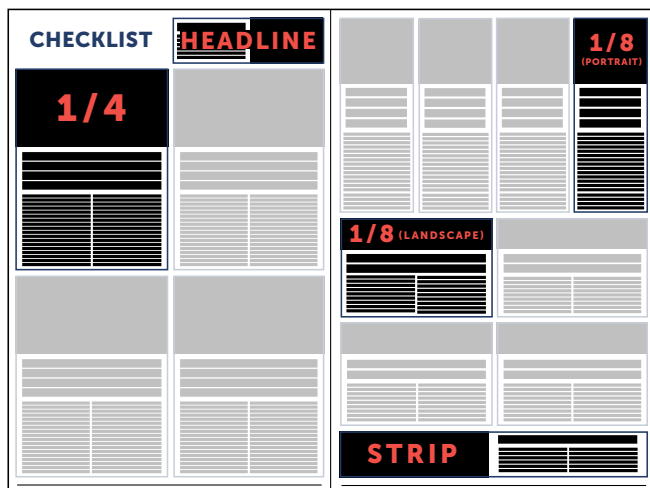 CHECKLIST
HEADLINE
1/4
1/8
(PORTRAIT)
1/8 (LANDSCAPE)
STRIP